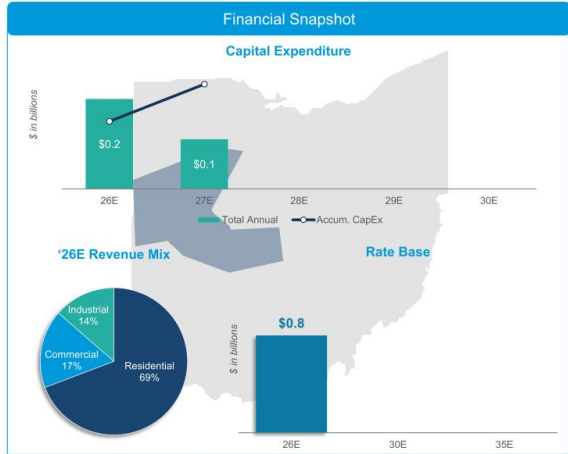 Financial Snapshot
Capital Expenditure
$ in billions
$0.2
$0.1
26E 27E 28E 29E 30E
Total Annual Accum. CapEx
‘26E Revenue Mix
Industrial
14%
Commercial
17%
Residential
69%
Rate Base
$ in billions
$0.8
26E 30E 35E